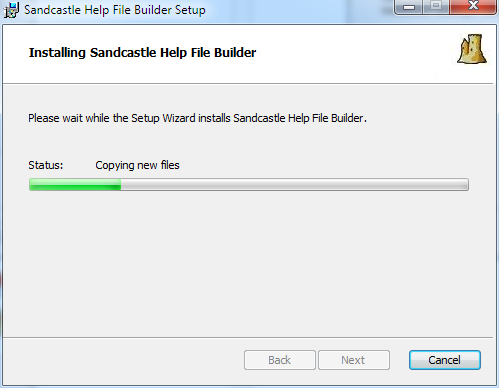 Sandcastle Help File Builder Setup
Installing Sandcastle Help File Builder
Please wait while the Setup Wizard installs Sandcastle Help File Builder.
Status: Copying new files
Back Next Cancel